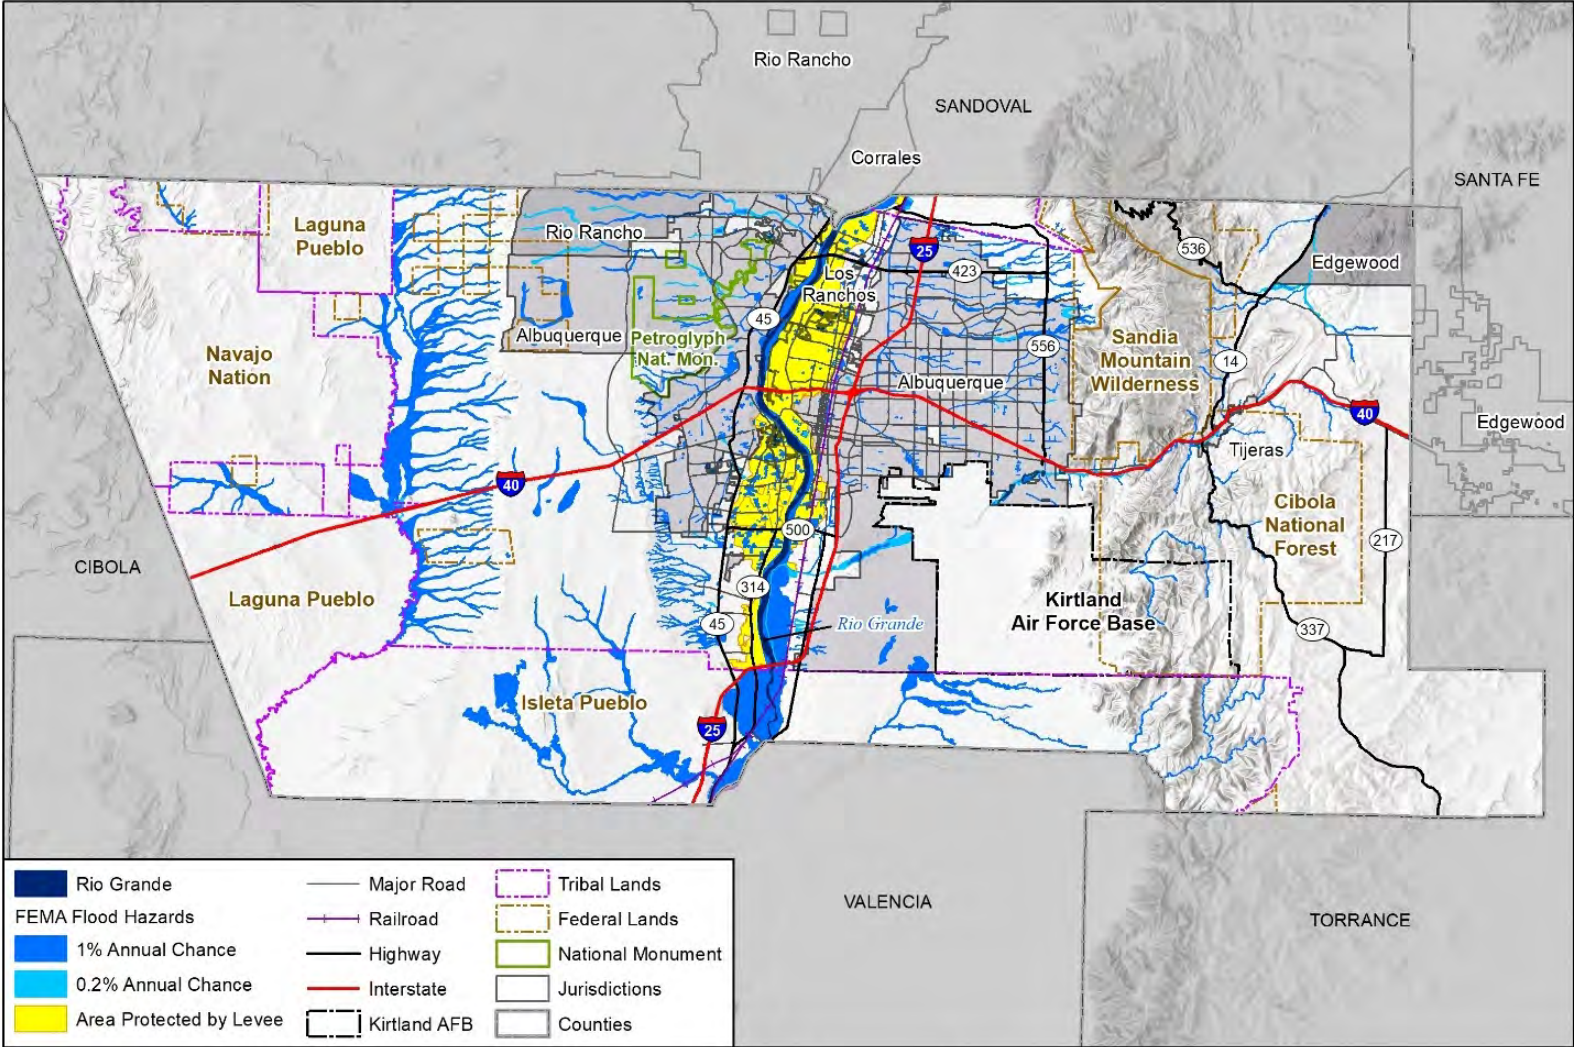 Rio Rancho
SANDOVAL
Corrales
SANTA FE
Laguna
Pueblo
Rio Rancho
25
536
Edgewood
423
Los
Ranchos
45
Albuquerque
Petroglyph
Nat. Mon.
556
Sandia
Mountain
Wilderness
14
Navajo
Nation
Albuquerque
40
Edgewood
Tijeras
40
Cibola
National
Forest
500
217
CIBOLA
314
Laguna Pueblo
Kirtland
Air Force Base
45
Rio Grande
337
Isleta Pueblo
25
VALENCIA
TORRANCE
Rio Grande
FEMA Flood Hazards
1% Annual Chance
0.2% Annual Chance
Area Protected by Levee
Major Road
Railroad
Highway
Interstate
Kirtland AFB
Tribal Lands
Federal Lands
National Monument
Jurisdictions
Counties